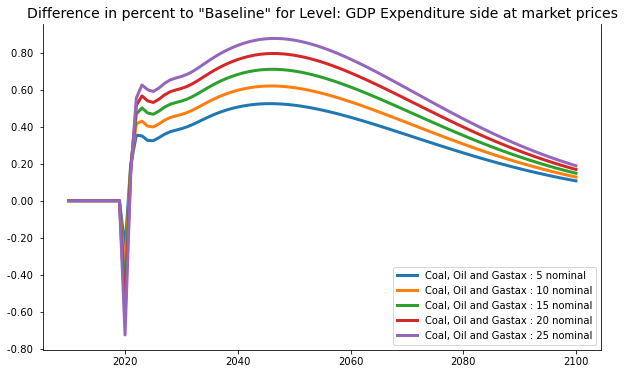 Difference in percent to "Baseline" for Level: GDP Expenditure side at market prices
0.80
0.60
0.40
0.20
0.00
-0.20
-0.40
-0.60
-0.80
Coal, Oil and Gastax : 5 nominal
Coal, Oil and Gastax : 10 nominal
Coal, Oil and Gastax : 15 nominal
Coal, Oil and Gastax : 20 nominal
Coal, Oil and Gastax : 25 nominal
2020 2040 2060 2080 2100